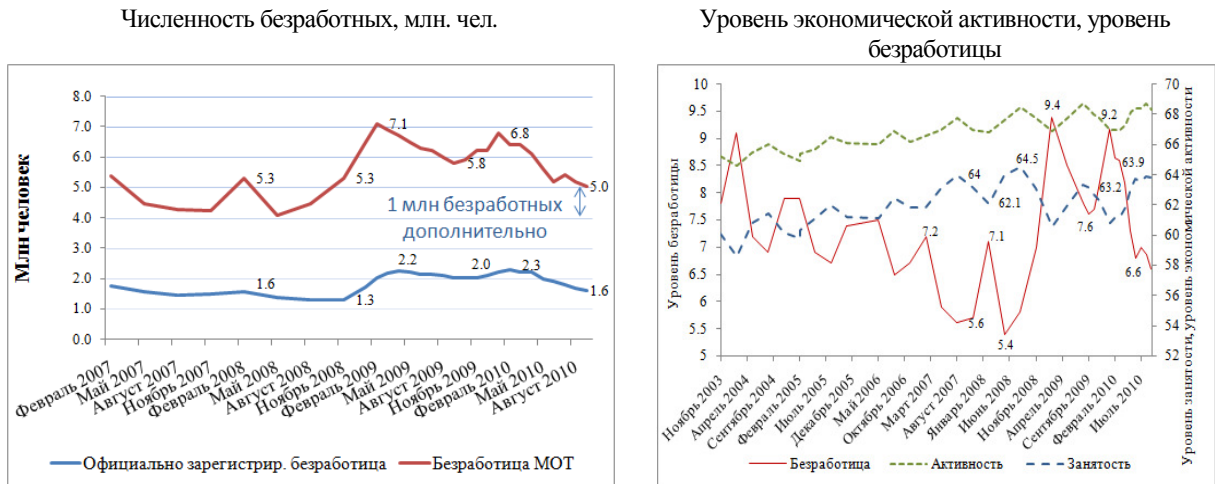 Численность безработных, млн. чел.
Млн человек
8.0
7.0
6.0
5.0
4.0
3.0
2.0
1.0
0.0
5.3
5.3
7.1
5.8
6.8
5.0
1 млн безработных
дополнительно
1.6
1.3
2.2
2.0
2.3
1.6
Февраль 2007
Май 2007
Август 2007
Ноябрь 2007
Февраль 2008
Май 2008
Август 2008
Ноябрь 2008
Февраль 2009
Май 2009
Август 2009
Ноябрь 2009
Февраль 2010
Май 2010
Август 2010
Официально зарегистрир. безработица
Безработица МОТ
Уровень экономической активности, уровень
безработицы
Уровень безработицы
10
9.5
9
8.5
8
7.5
7
6.5
6
5.5
5
7.2
5.6
64
7.1
62.1
5.4
64.5
9.4
7.6
63.2
9.2
63.9
6.6
70
68
66
64
62
60
58
56
54
52
Уровень занятости, уровень экономической активности
Ноябрь 2003
Апрель 2004
Сентябрь 2004
Февраль 2005
Июль 2005
Декабрь 2005
Май 2006
Октябрь 2006
Март 2007
Август 2007
Январь 2008
Июнь 2008
Ноябрь 2008
Апрель 2009
Сентябрь 2009
Февраль 2010
Июль 2010
Безработица
Активность
Занятость